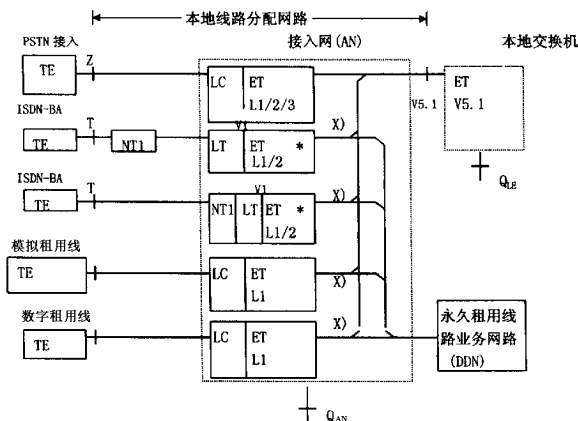 本地线路分配网路
PSTN 接入
接入网(AN)
本地交换机
TE
Z
LC
ET
L1/2/3
V5.1
ET
V5.1
ISDN-BA
T
TE
NT1
V1
LT
ET *
L1/2
X)
Q_LE
ISDN-BA
T
TE
V1
NT1
LT
ET *
L1/2
X)
模拟租用线
TE
LC
ET
L1
X)
数字租用线
TE
LC
ET
L1
X)
永久租用线
路业务网路
(DDN)
Q_AN